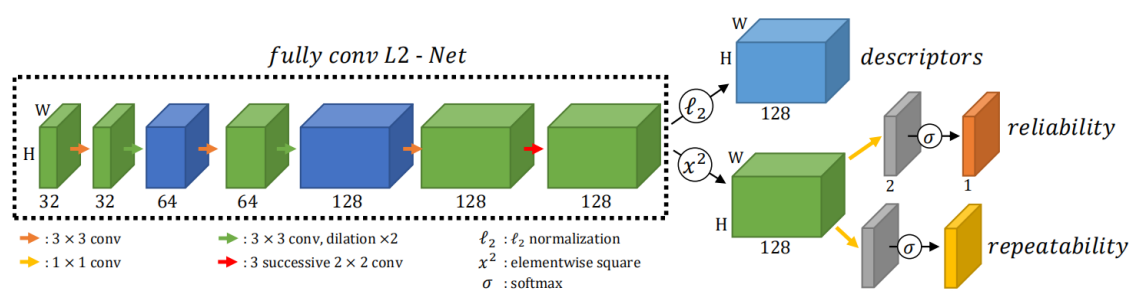 fully conv L2 - Net
W
H
32
32
64
64
128
128
128
ℓ₂
x²
W
H
128
descriptors
W
H
128
2
σ
1
reliability
σ
repeatability
: 3 × 3 conv
: 3 × 3 conv, dilation ×2
ℓ₂ : ℓ₂ normalization
: 1 × 1 conv
: 3 successive 2 × 2 conv
x² : elementwise square
σ : softmax